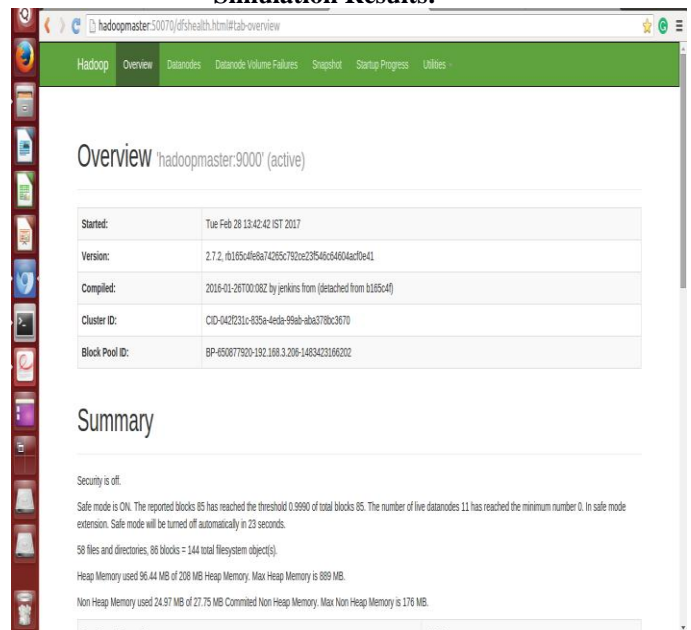 Simulation Results:
hadoopmaster:50070/dfshealth.html#tab-overview
Hadoop Overview Datanodes Datanode Volume Failures Snapshot Startup Progress Utilities
Overview 'hadoopmaster:9000' (active)
Started: Tue Feb 28 13:42:42 IST 2017
Version: 2.7.2, rb165c4fe8a74265c792ce23f546c64604acf0e41
Compiled: 2016-01-26T00:08Z by jenkins from (detached from b165c4f)
Cluster ID: CID-042f231c-835a-4eda-99ab-aba378bc3670
Block Pool ID: BP-650877920-192.168.3.206-1483423166202
Summary
Security is off.
Safe mode is ON. The reported blocks 85 has reached the threshold 0.9990 of total blocks 85. The number of live datanodes 11 has reached the minimum number 0. In safe mode
extension. Safe mode will be turned off automatically in 23 seconds.
58 files and directories, 86 blocks = 144 total filesystem object(s).
Heap Memory used 96.44 MB of 208 MB Heap Memory. Max Heap Memory is 889 MB.
Non Heap Memory used 24.97 MB of 27.75 MB Commited Non Heap Memory. Max Non Heap Memory is 176 MB.